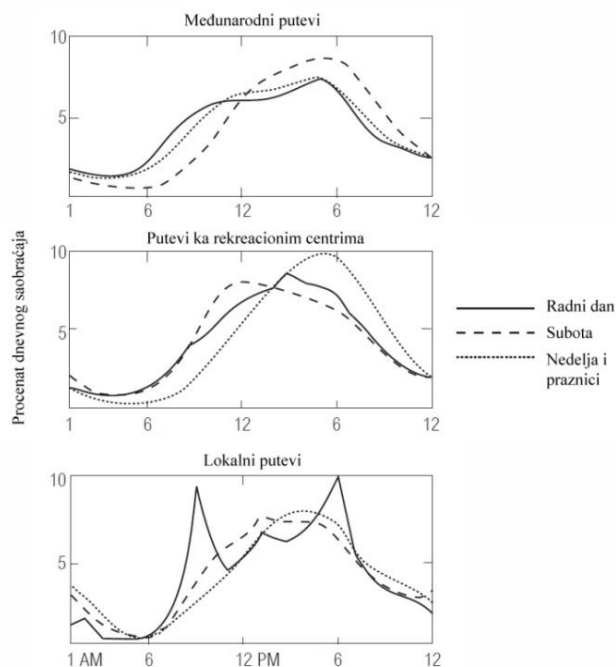 Međunarodni putevi
10
5
1
6
12
6
12
Putevi ka rekreacionim centrima
10
5
1
6
12
6
12
Lokalni putevi
10
5
1 AM
6
12 PM
6
12
Procenat dnevnog saobraćaja
Radni dan
Subota
Nedelja i
praznici